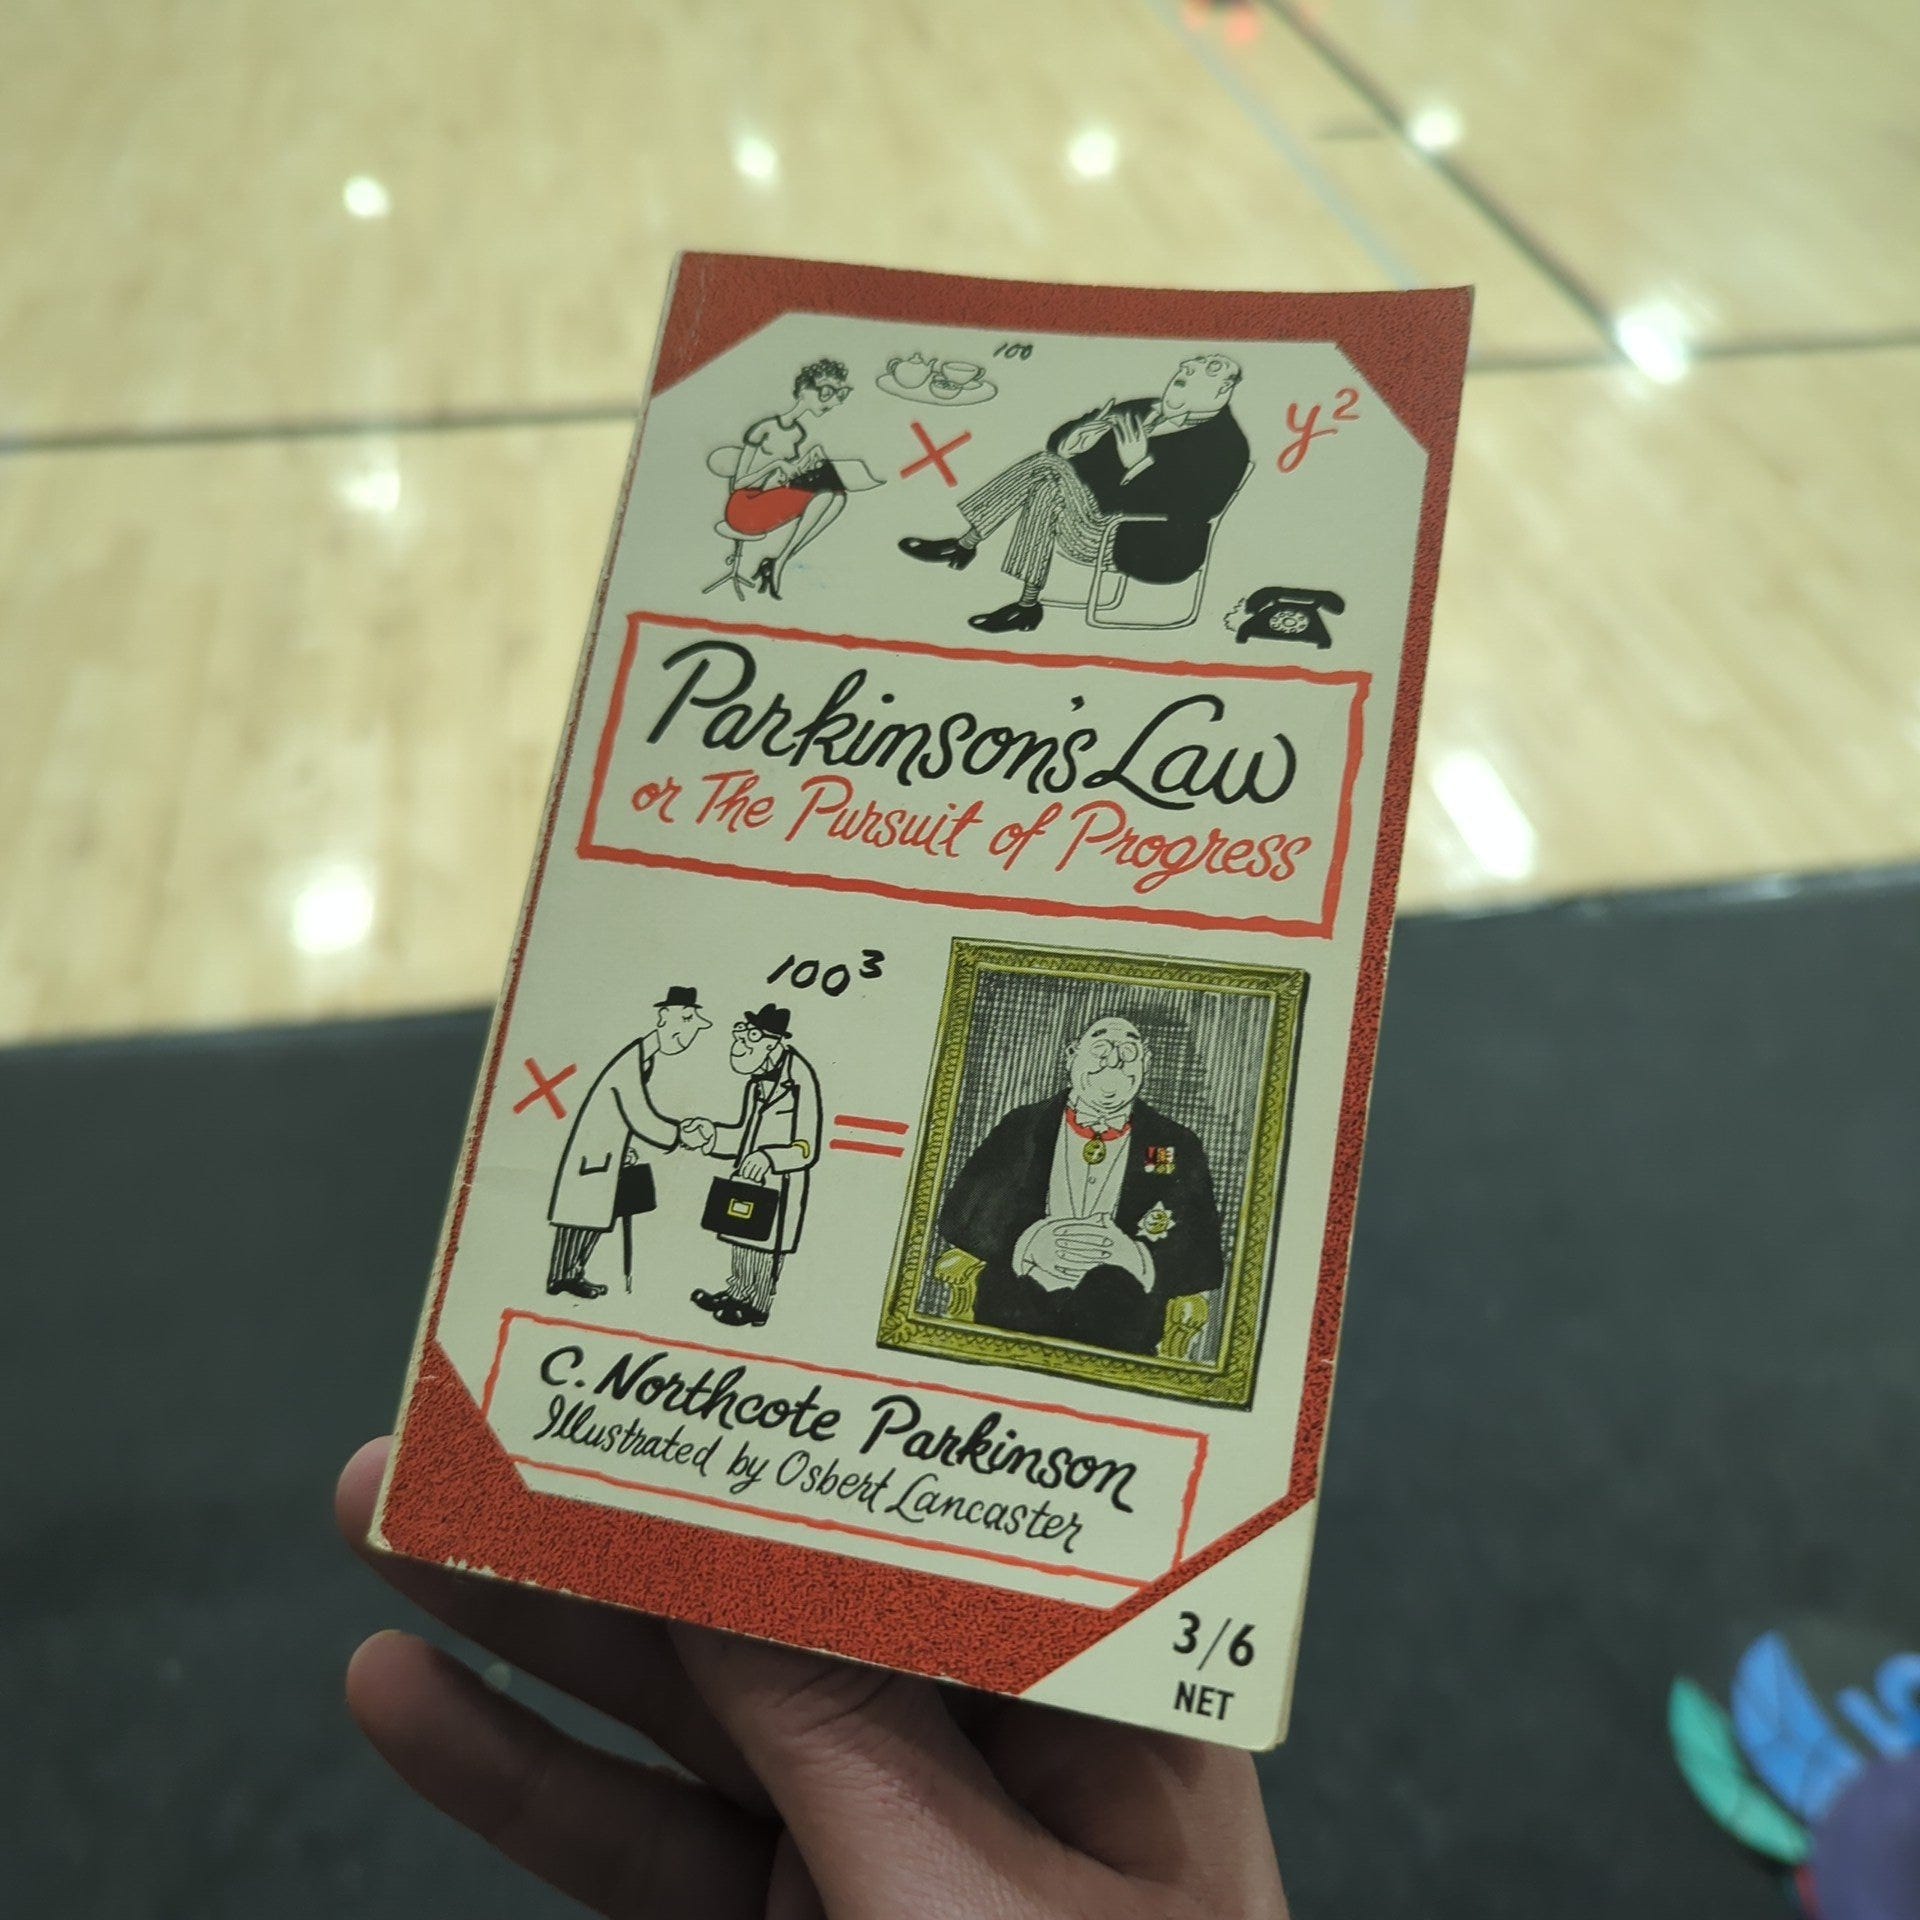 100
x
y²
Parkinson's Law
or The Pursuit of Progress
100³
x
=
C. Northcote Parkinson
Illustrated by Osbert Lancaster
3/6
NET